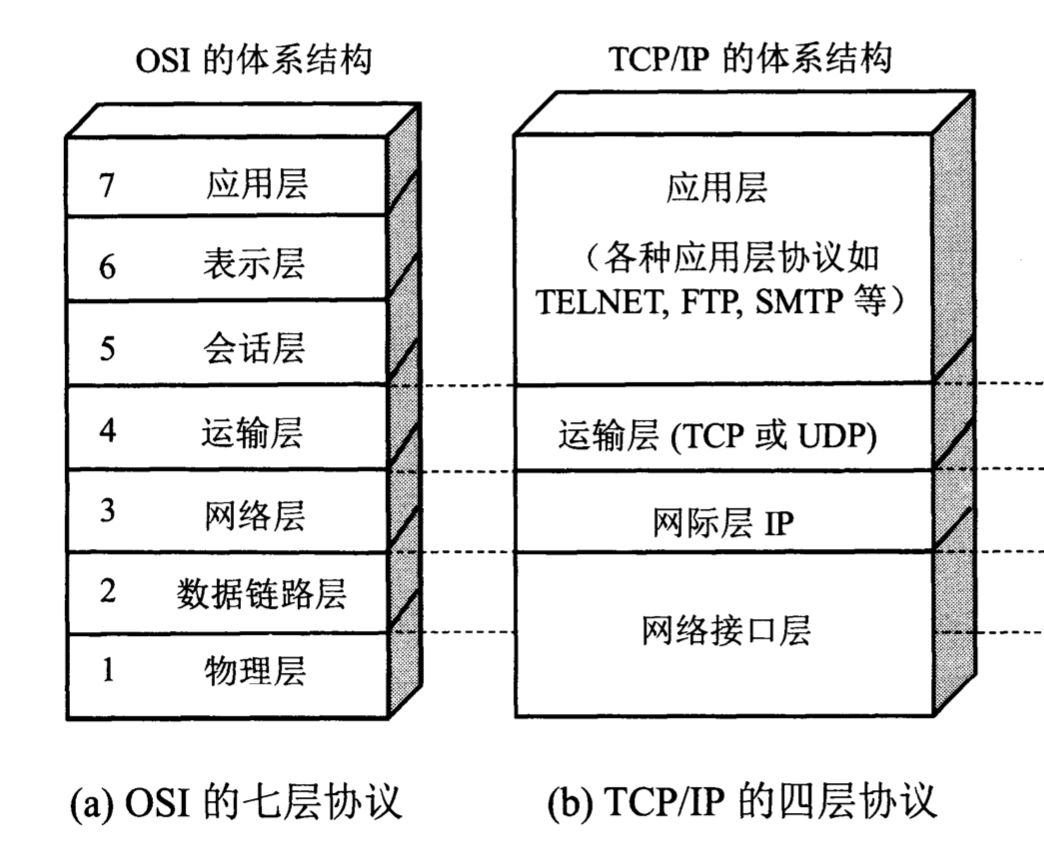 OSI 的体系结构
7 应用层
6 表示层
5 会话层
4 运输层
3 网络层
2 数据链路层
1 物理层
(a) OSI 的七层协议
TCP/IP 的体系结构
应用层
（各种应用层协议如
TELNET, FTP, SMTP 等）
运输层 (TCP 或 UDP)
网际层 IP
网络接口层
(b) TCP/IP 的四层协议